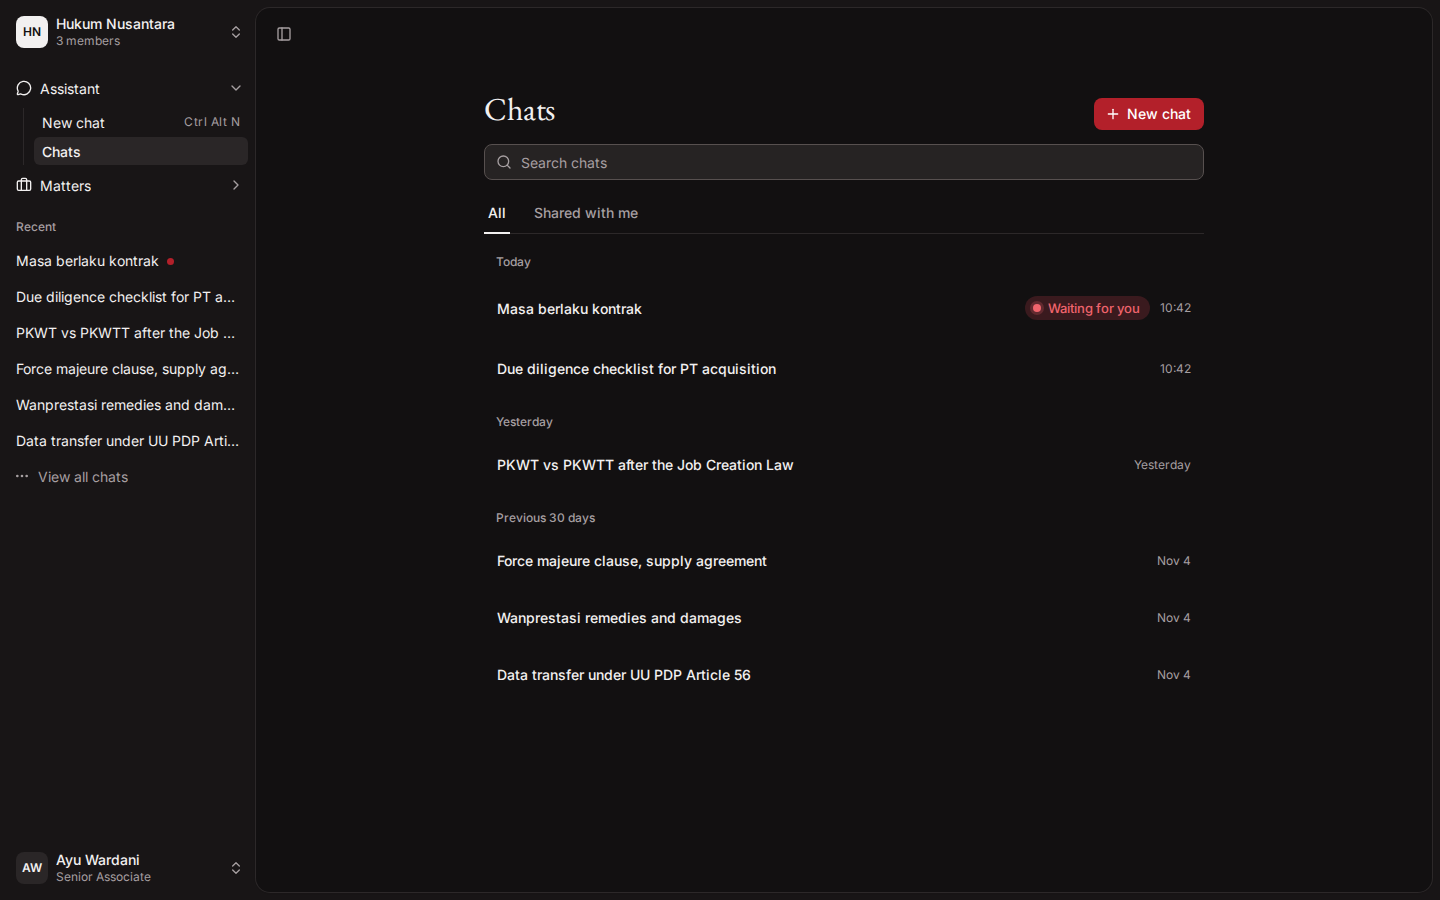 HN
Hukum Nusantara
3 members
Assistant
New chat Ctrl Alt N
Chats
Matters
Recent
Masa berlaku kontrak
Due diligence checklist for PT a...
PKWT vs PKWTT after the Job ...
Force majeure clause, supply ag...
Wanprestasi remedies and dam...
Data transfer under UU PDP Arti...
View all chats
AW
Ayu Wardani
Senior Associate
Chats
New chat
Search chats
All Shared with me
Today
Masa berlaku kontrak Waiting for you 10:42
Due diligence checklist for PT acquisition 10:42
Yesterday
PKWT vs PKWTT after the Job Creation Law Yesterday
Previous 30 days
Force majeure clause, supply agreement Nov 4
Wanprestasi remedies and damages Nov 4
Data transfer under UU PDP Article 56 Nov 4